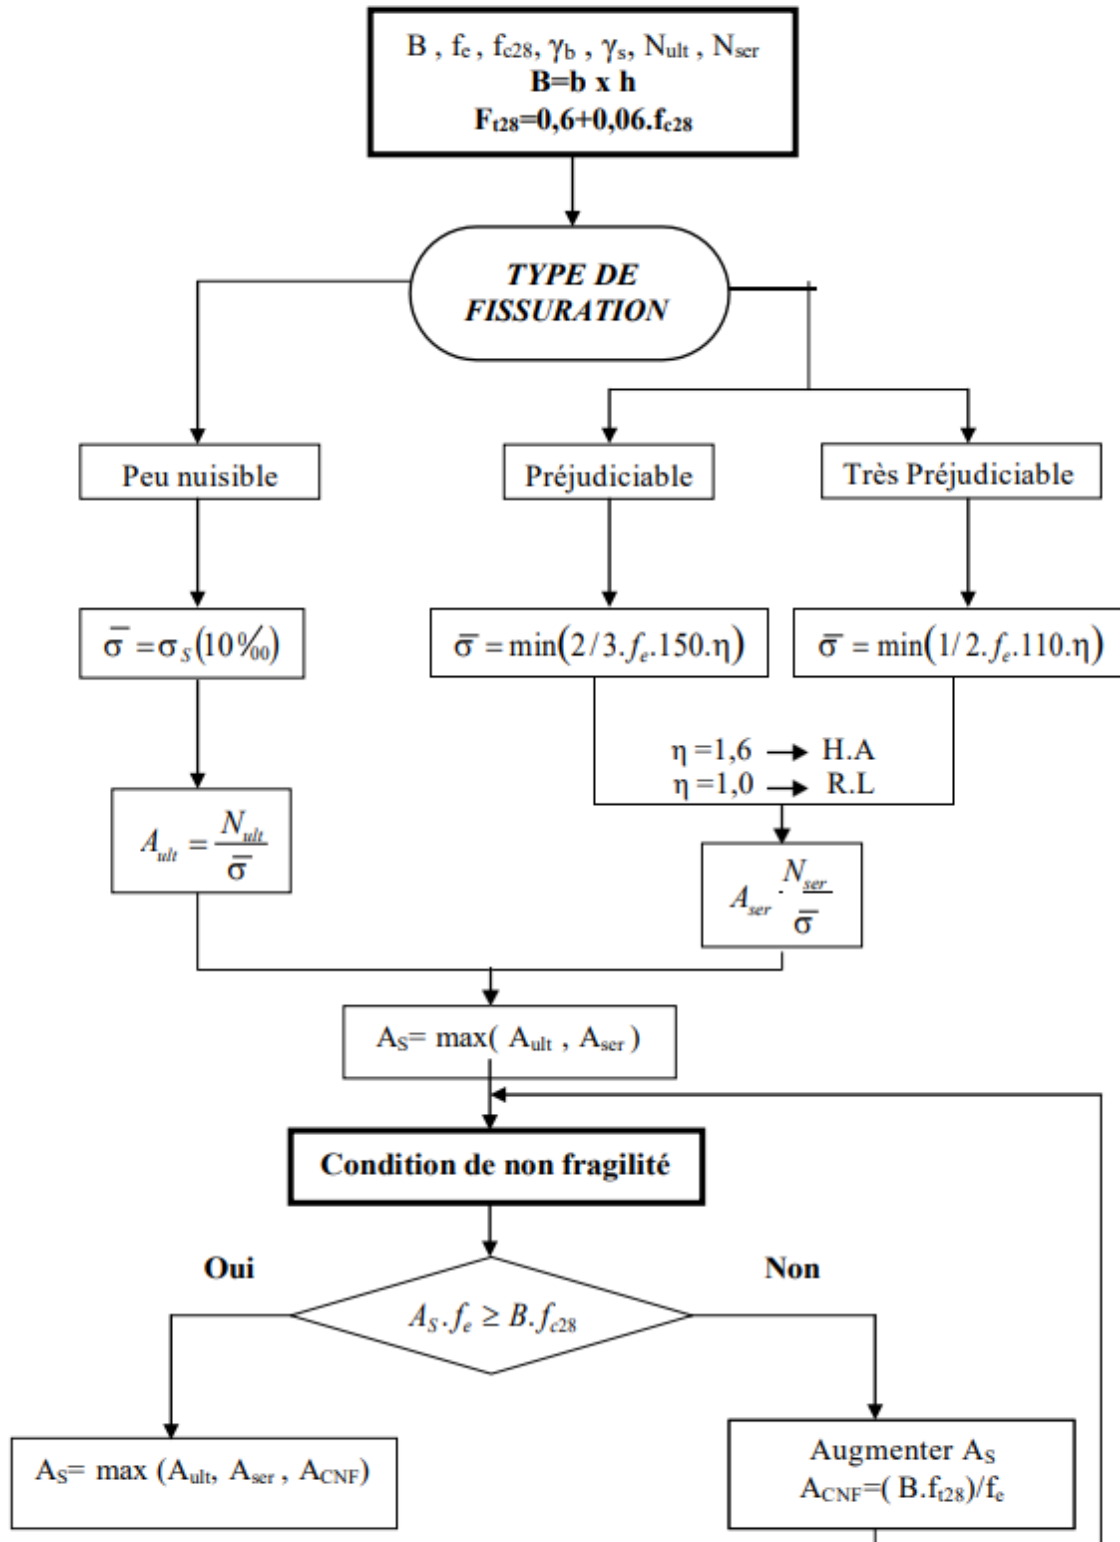 B , fe , fc28, γb , γs, Nult , Nser
B=b x h
Ft28=0,6+0,06.fc28
TYPE DE
FISSURATION
Peu nuisible
Préjudiciable
Très Préjudiciable
σ̅ = σS(10‰)
σ̅ = min(2/3.fe.150.η)
σ̅ = min(1/2.fe.110.η)
η =1,6 → H.A
η =1,0 → R.L
Ault = Nult / σ̅
Aser · Nser / σ̅
AS= max( Ault , Aser )
Condition de non fragilité
Oui
Non
AS.fe ≥ B.fc28
AS= max (Ault, Aser , ACNF)
Augmenter AS
ACNF=( B.ft28)/fe